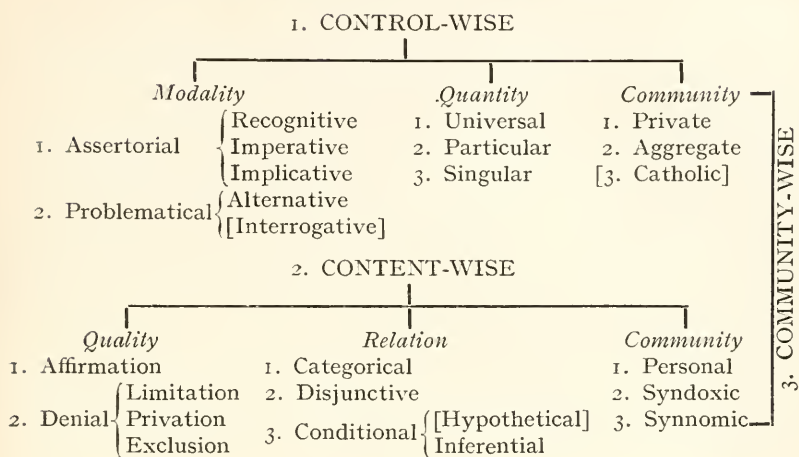 1. CONTROL-WISE
Modality .Quantity Community
1. Assertorial { Recognitive 1. Universal 1. Private
Imperative 2. Particular 2. Aggregate
Implicative 3. Singular [3. Catholic]
2. Problematical { Alternative
[Interrogative]
2. CONTENT-WISE
Quality Relation Community
1. Affirmation 1. Categorical 1. Personal
2. Denial { Limitation 2. Disjunctive 2. Syndoxic
Privation 3. Conditional { [Hypothetical] 3. Synnomic
Exclusion Inferential
3. COMMUNITY-WISE